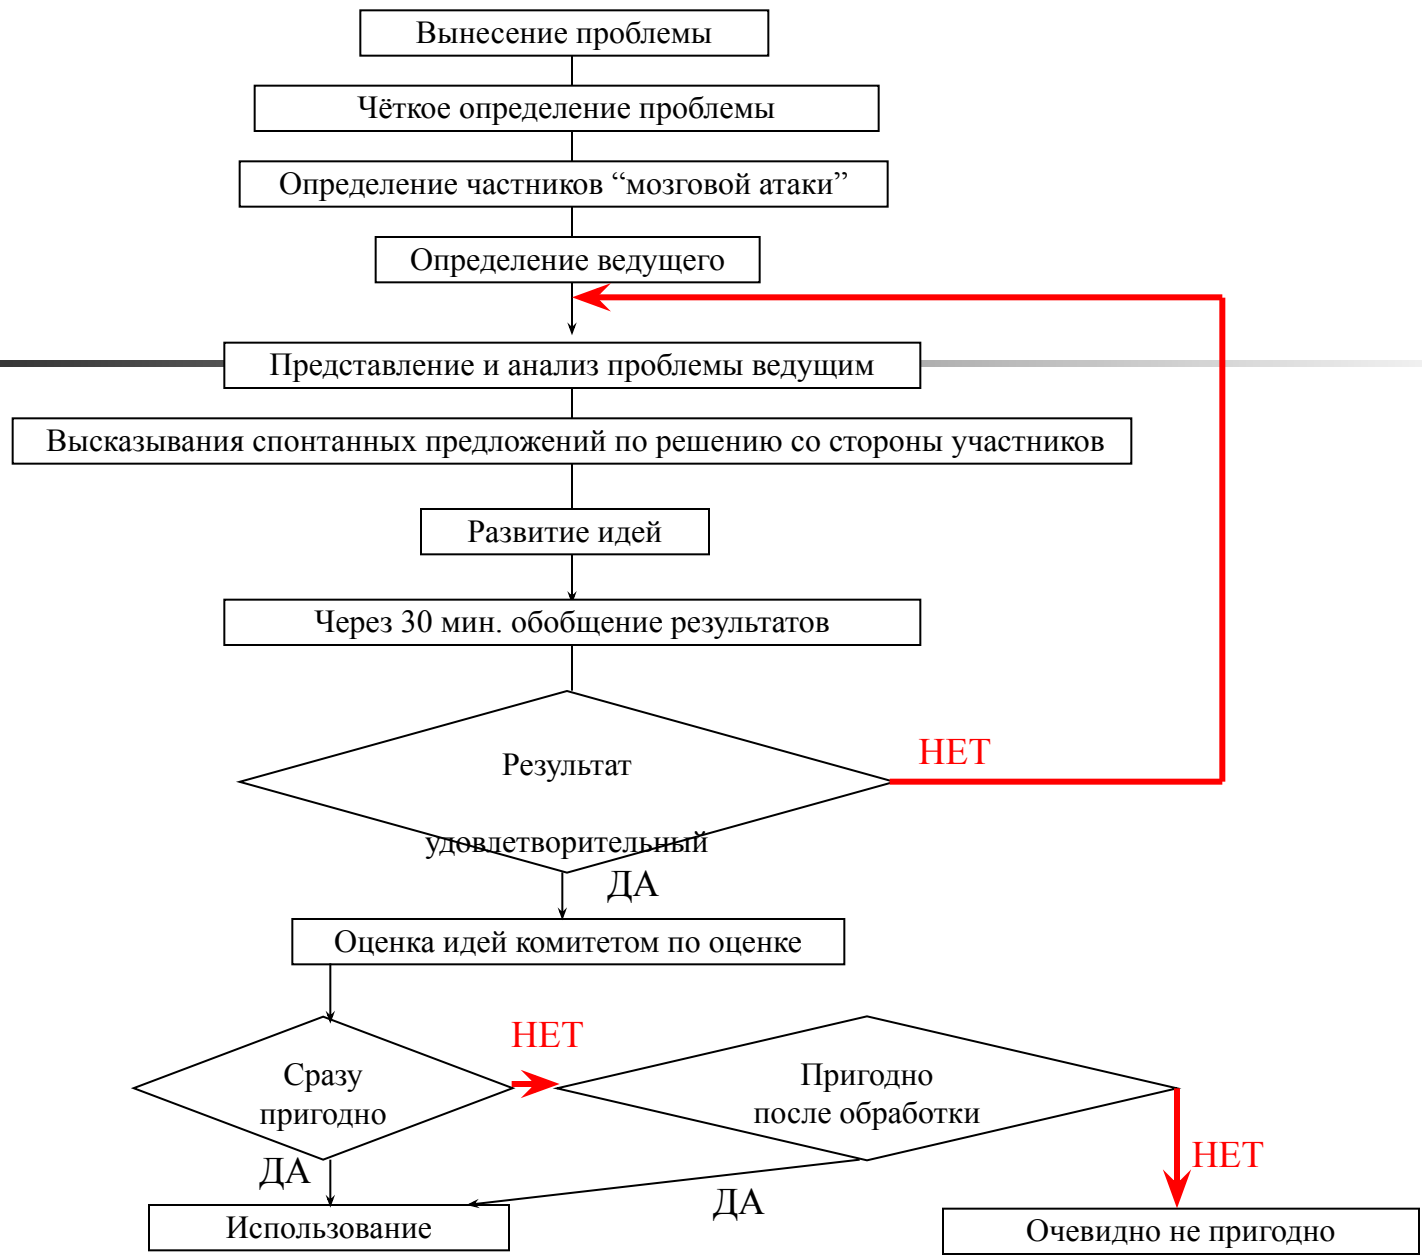 Вынесение проблемы
Чёткое определение проблемы
Определение частников “мозговой атаки”
Определение ведущего
Представление и анализ проблемы ведущим
Высказывания спонтанных предложений по решению со стороны участников
Развитие идей
Через 30 мин. обобщение результатов
НЕТ
Результат
удовлетворительный
ДА
Оценка идей комитетом по оценке
НЕТ
Сразу
пригодно
Пригодно
после обработки
НЕТ
ДА
ДА
Использование
Очевидно не пригодно